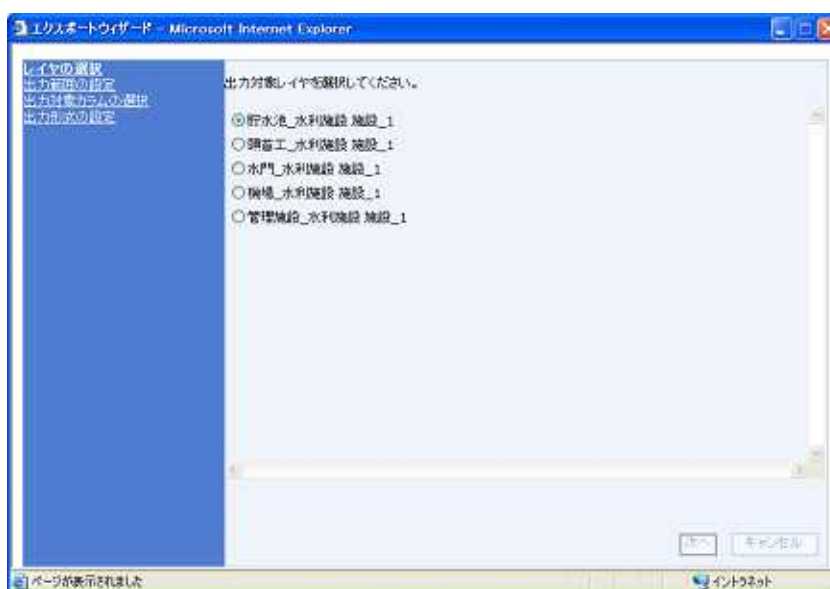 エクスポートウィザード - Microsoft Internet Explorer
レイヤの選択
出力範囲の設定
出力対象カラムの選択
出力形式の設定
出力対象レイヤを選択してください。
貯水池_水利施設 施設_1
頭首工_水利施設 施設_1
水門_水利施設 施設_1
機場_水利施設 施設_1
管理施設_水利施設 施設_1
次へ
キャンセル
ページが表示されました
イントラネット